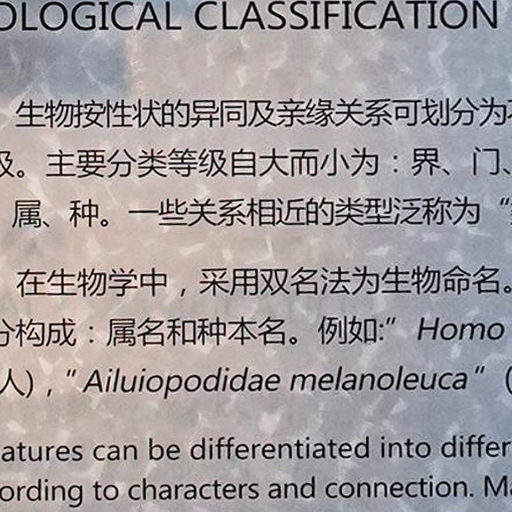 OLOGICAL CLASSIFICATION
生物按性状的异同及亲缘关系可划分为不
级。主要分类等级自大而小为：界、门、
属、种。一些关系相近的类型泛称为“
在生物学中，采用双名法为生物命名。
分构成：属名和种本名。例如:” Homo
人)，” Ailuiopodidae melanoleuca” (
atures can be differentiated into differ
ording to characters and connection. Ma